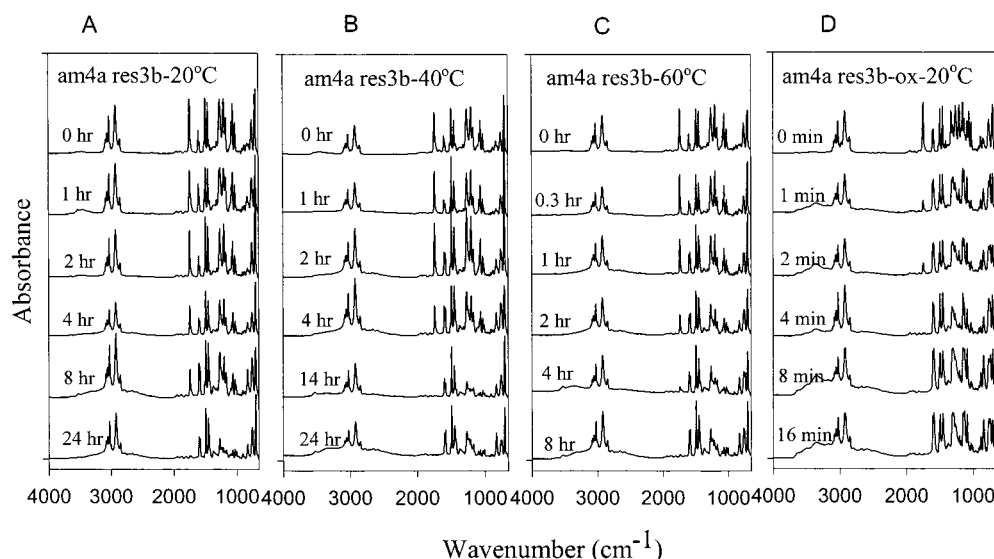 A
B
C
D
am4a res3b-20°C
am4a res3b-40°C
am4a res3b-60°C
am4a res3b-ox-20°C
Absorbance
0 hr
1 hr
2 hr
4 hr
8 hr
24 hr
0 hr
1 hr
2 hr
4 hr
14 hr
24 hr
0 hr
0.3 hr
1 hr
2 hr
4 hr
8 hr
0 min
1 min
2 min
4 min
8 min
16 min
4000 3000 2000 1000
4000 3000 2000 1000
4000 3000 2000 1000
4000 3000 2000 1000
Wavenumber (cm⁻¹)